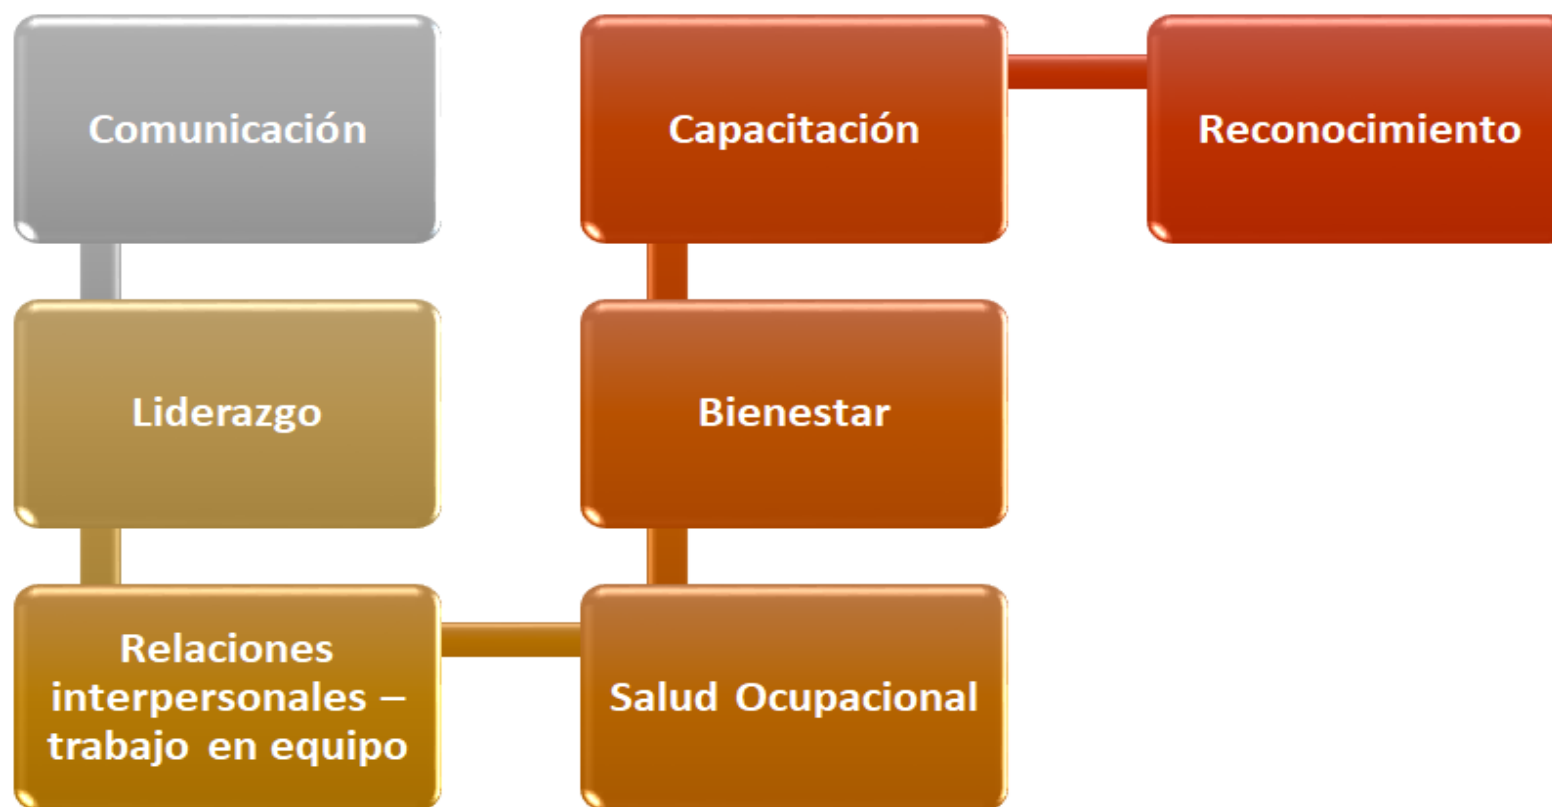 Comunicación
Liderazgo
Relaciones
interpersonales –
trabajo en equipo
Salud Ocupacional
Bienestar
Capacitación
Reconocimiento